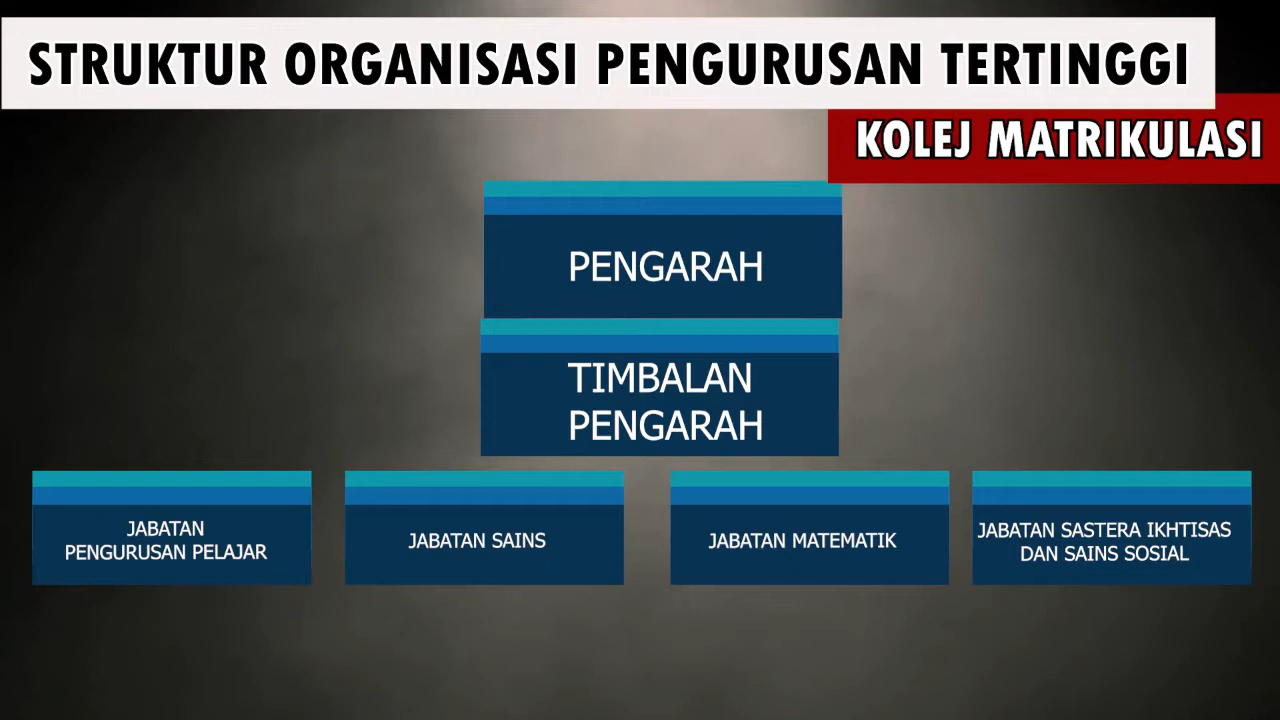 STRUKTUR ORGANISASI PENGURUSAN TERTINGGI
KOLEJ MATRIKULASI
PENGARAH
TIMBALAN
PENGARAH
JABATAN
PENGURUSAN PELAJAR
JABATAN SAINS
JABATAN MATEMATIK
JABATAN SASTERA IKHTISAS
DAN SAINS SOSIAL